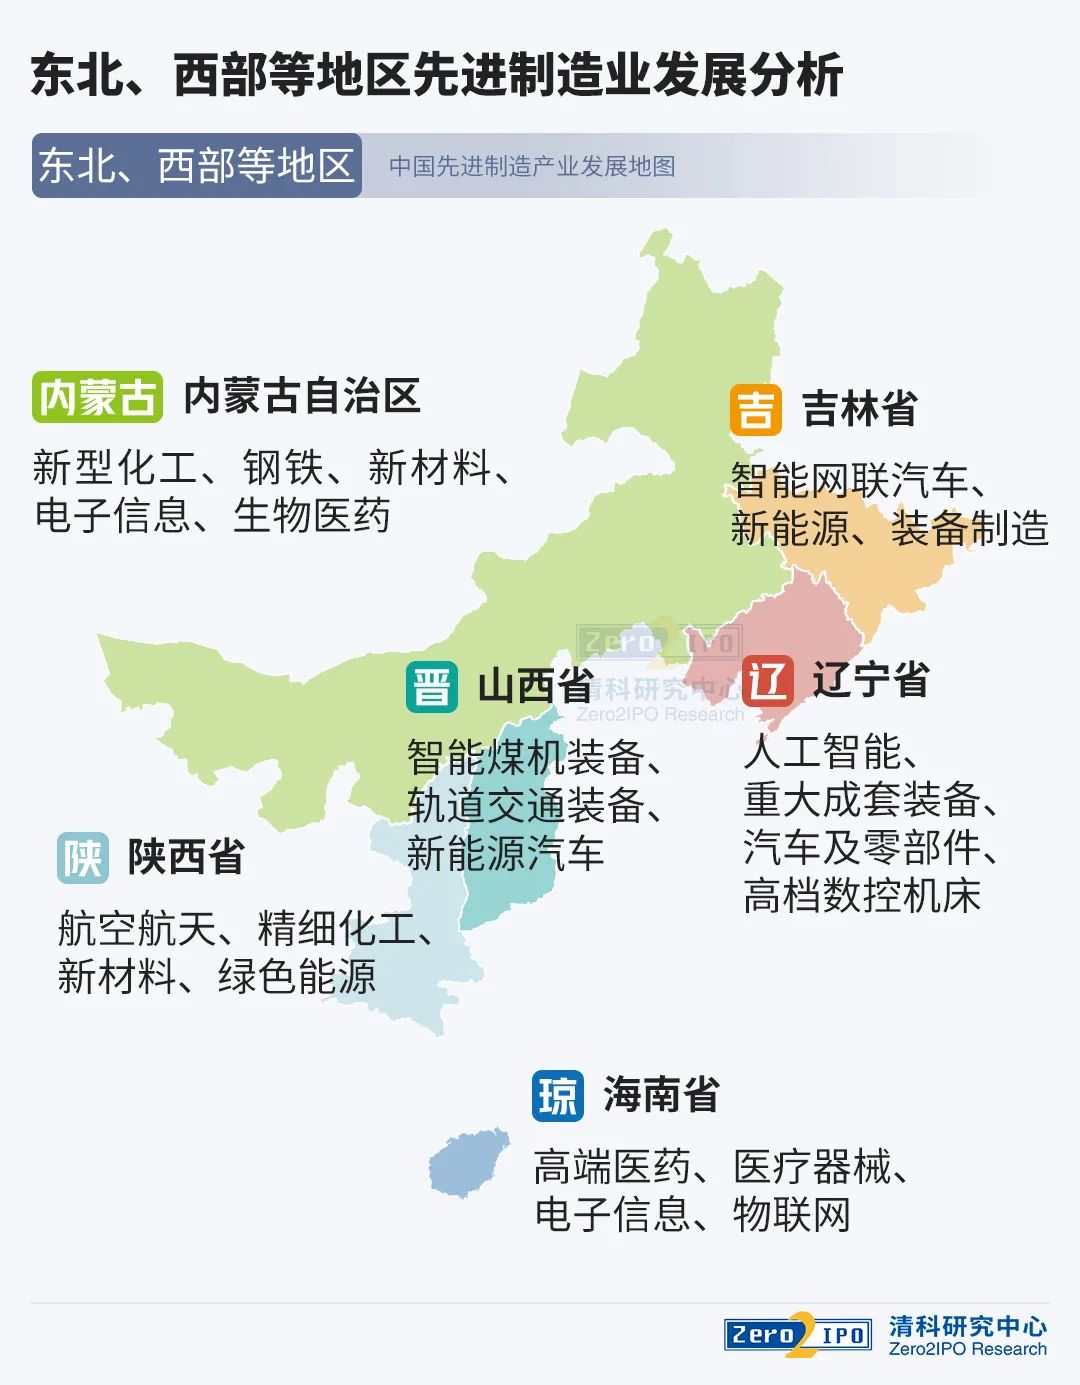 东北、西部等地区先进制造业发展分析
东北、西部等地区
中国先进制造产业发展地图
内蒙古 内蒙古自治区
新型化工、钢铁、新材料、
电子信息、生物医药
吉 吉林省
智能网联汽车、
新能源、装备制造
Zero2IPO
清科研究中心
Zero2IPO Research
晋 山西省
智能煤机装备、
轨道交通装备、
新能源汽车
辽 辽宁省
人工智能、
重大成套装备、
汽车及零部件、
高档数控机床
陕 陕西省
航空航天、精细化工、
新材料、绿色能源
琼 海南省
高端医药、医疗器械、
电子信息、物联网
Zero2IPO
清科研究中心
Zero2IPO Research